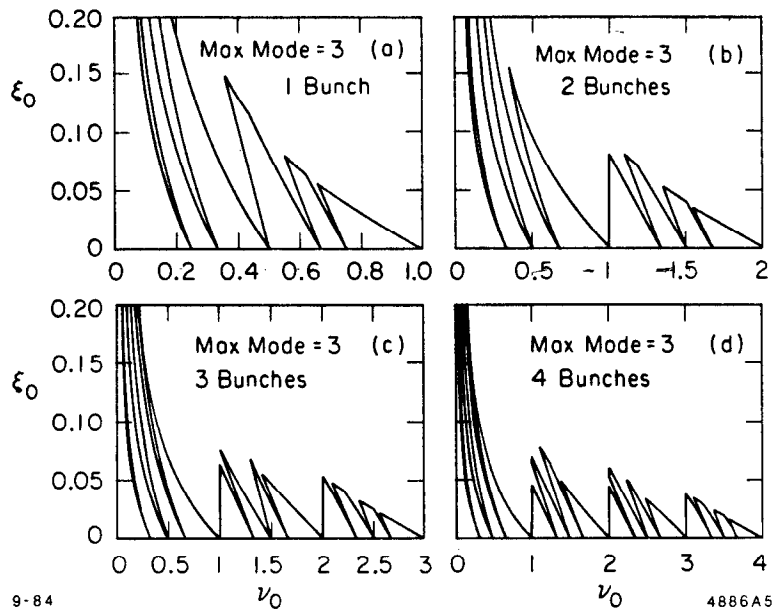 0.20
0.15
0.10
0.05
0
ξ₀
Max Mode = 3 (a)
1 Bunch
0 0.2 0.4 0.6 0.8 1.0
Max Mode = 3 (b)
2 Bunches
0 0.5 -1 -1.5 2
0.20
0.15
0.10
0.05
0
ξ₀
Max Mode = 3 (c)
3 Bunches
0 0.5 1 1.5 2 2.5 3
ν₀
Max Mode = 3 (d)
4 Bunches
0 1 2 3 4
ν₀
9-84
4886A5